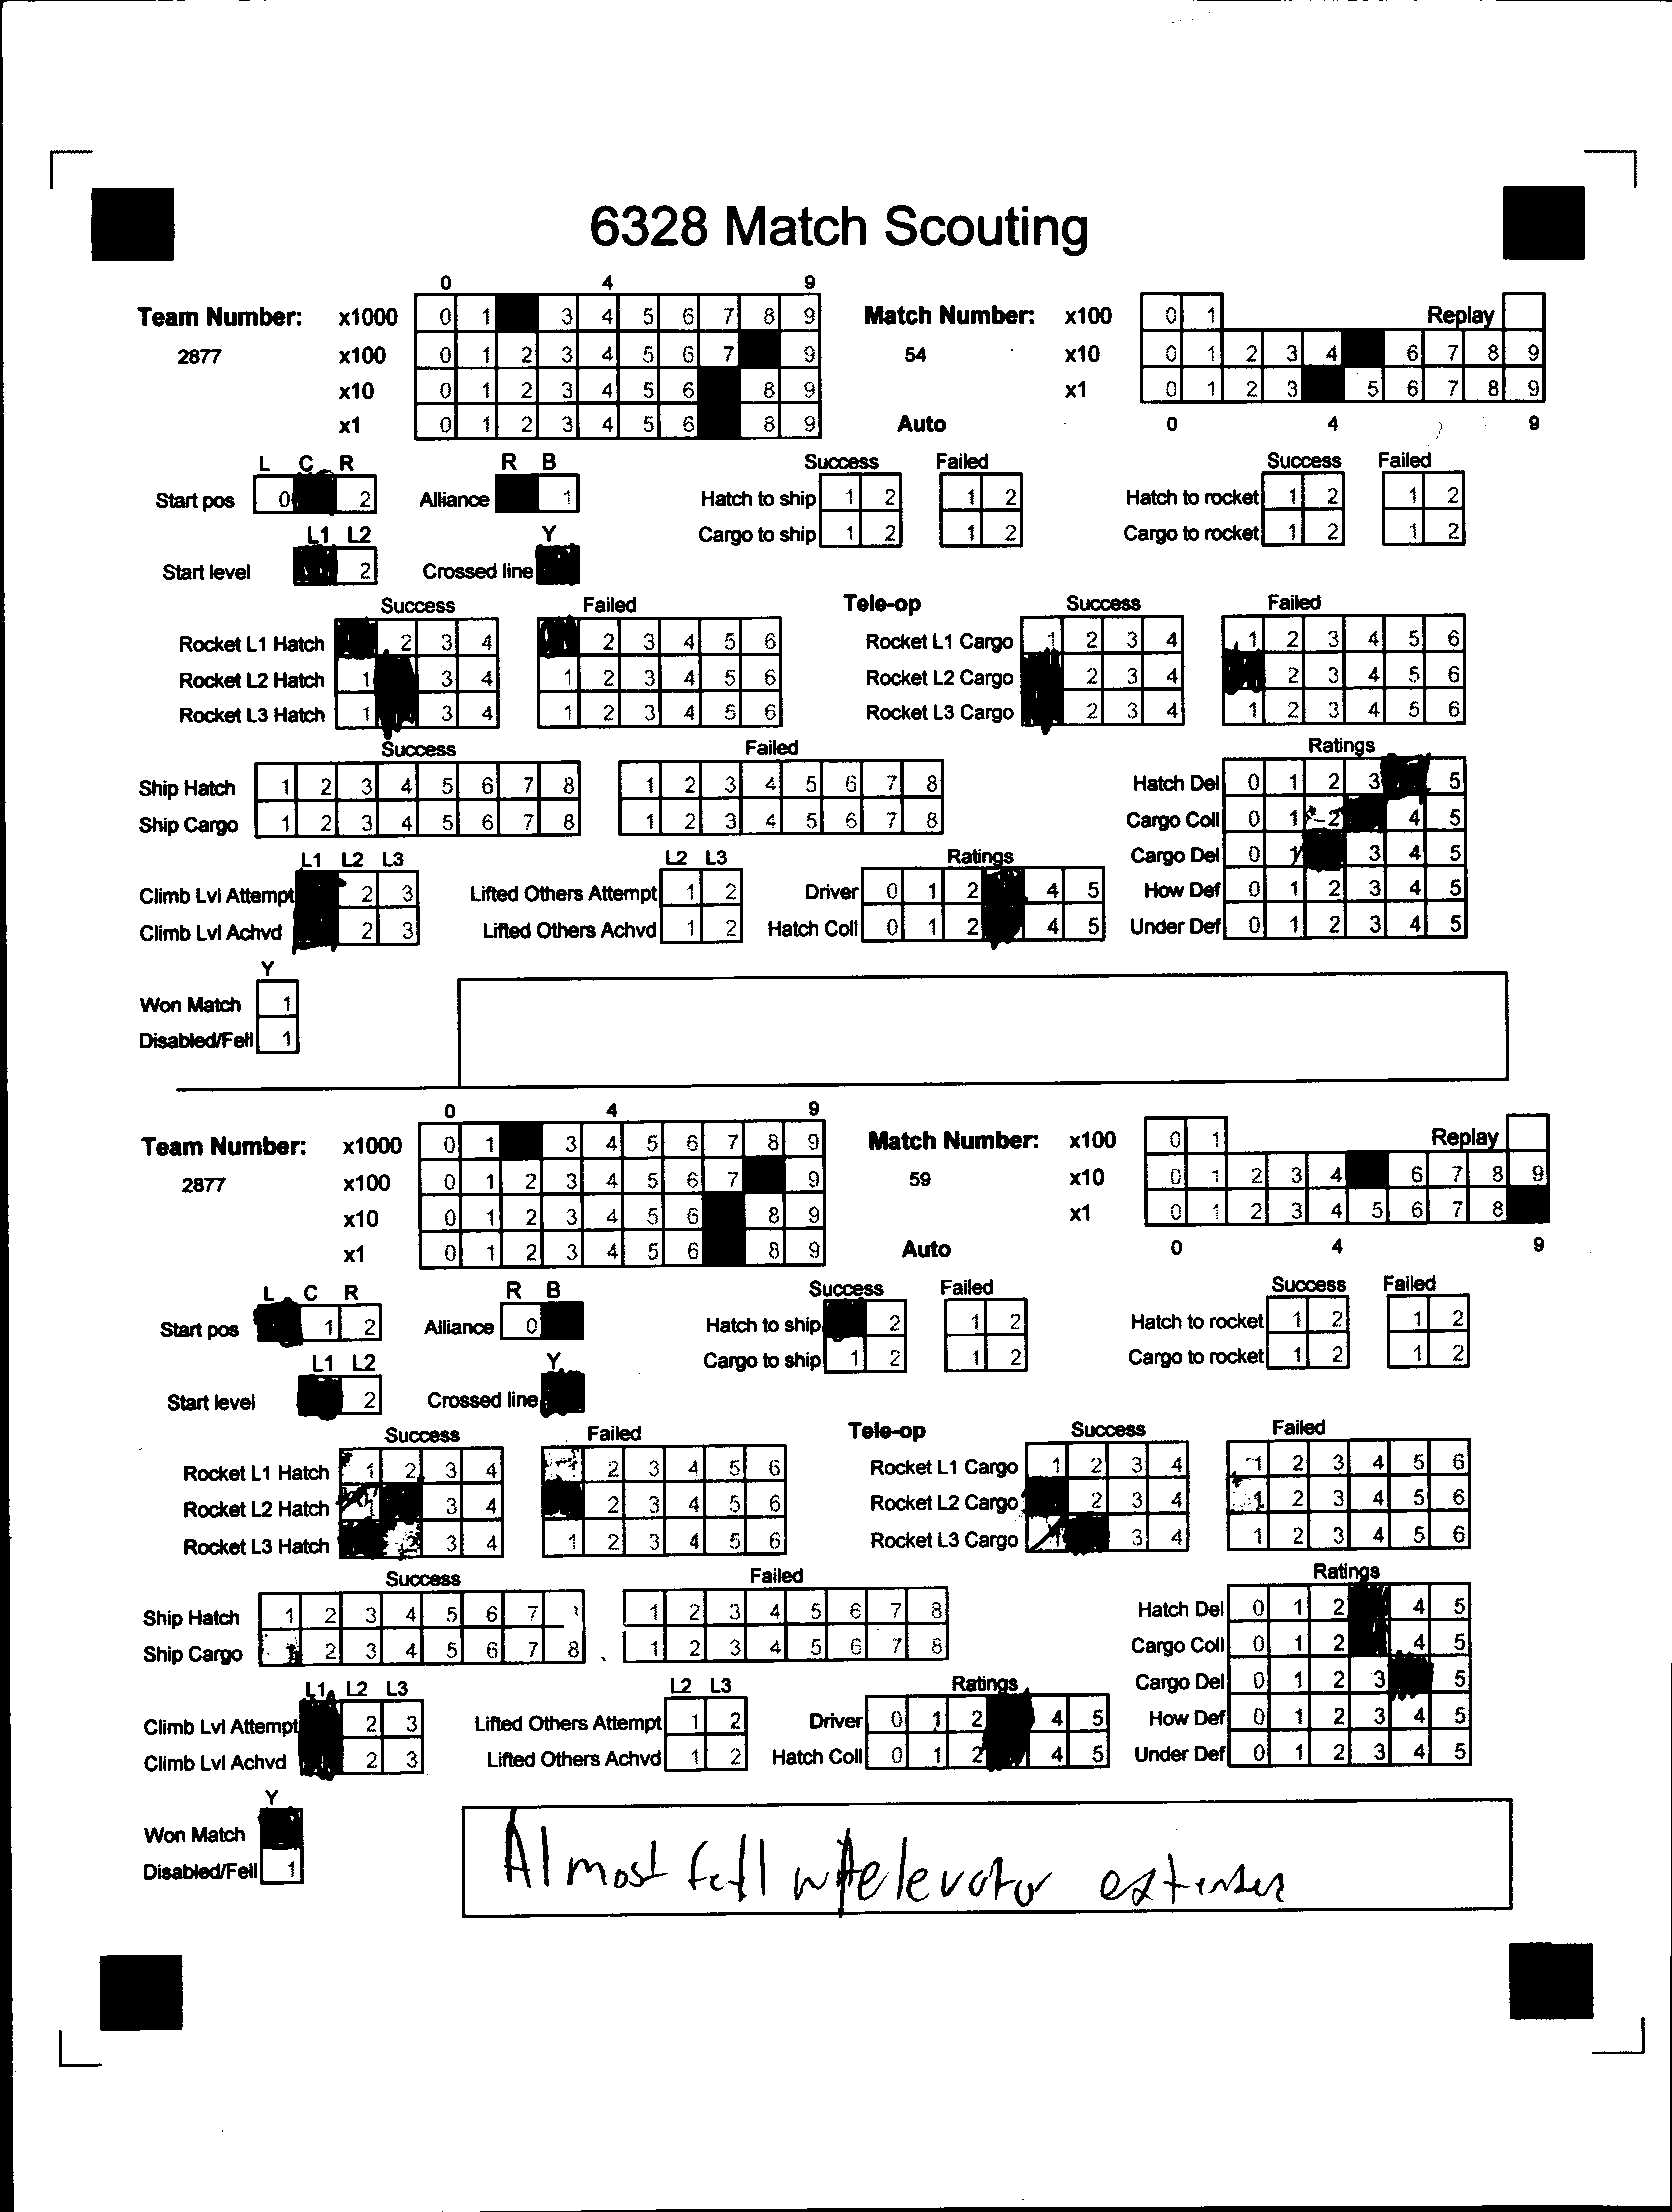 6328 Match Scouting
0 4 9
Team Number: x1000 0 1 3 4 5 6 7 8 9 Match Number: x100 0 1 Replay
2877 x100 0 1 2 3 4 5 6 7 9 54 x10 0 1 2 3 4 6 7 8 9
x10 0 1 2 3 4 5 6 8 9 x1 0 1 2 3 5 6 7 8 9
x1 0 1 2 3 4 5 6 8 9 Auto 0 4 9
L C R R B Success Failed Success Failed
Start pos 0 2 Alliance 1 Hatch to ship 1 2 1 2 Hatch to rocket 1 2 1 2
L1 L2 Y Cargo to ship 1 2 1 2 Cargo to rocket 1 2 1 2
Start level 2 Crossed line
Success Failed Tele-op Success Failed
Rocket L1 Hatch 2 3 4 2 3 4 5 6 Rocket L1 Cargo 1 2 3 4 1 2 3 4 5 6
Rocket L2 Hatch 1 3 4 1 2 3 4 5 6 Rocket L2 Cargo 2 3 4 2 3 4 5 6
Rocket L3 Hatch 1 3 4 1 2 3 4 5 6 Rocket L3 Cargo 2 3 4 1 2 3 4 5 6
Success Failed Ratings
Ship Hatch 1 2 3 4 5 6 7 8 1 2 3 4 5 6 7 8 Hatch Del 0 1 2 3 5
Ship Cargo 1 2 3 4 5 6 7 8 1 2 3 4 5 6 7 8 Cargo Coll 0 1 2 4 5
L1 L2 L3 L2 L3 Ratings Cargo Del 0 1 3 4 5
Climb Lvl Attempt 2 3 Lifted Others Attempt 1 2 Driver 0 1 2 4 5 How Def 0 1 2 3 4 5
Climb Lvl Achvd 2 3 Lifted Others Achvd 1 2 Hatch Coll 0 1 2 4 5 Under Def 0 1 2 3 4 5
Y
Won Match 1
Disabled/Fell 1
0 4 9
Team Number: x1000 0 1 3 4 5 6 7 8 9 Match Number: x100 0 1 Replay
2877 x100 0 1 2 3 4 5 6 7 9 59 x10 0 1 2 3 4 6 7 8 9
x10 0 1 2 3 4 5 6 8 9 x1 0 1 2 3 4 5 6 7 8
x1 0 1 2 3 4 5 6 8 9 Auto 0 4 9
L C R R B Success Failed Success Failed
Start pos 1 2 Alliance 0 Hatch to ship 2 1 2 Hatch to rocket 1 2 1 2
L1 L2 Y Cargo to ship 1 2 1 2 Cargo to rocket 1 2 1 2
Start level 2 Crossed line
Success Failed Tele-op Success Failed
Rocket L1 Hatch 1 2 3 4 2 3 4 5 6 Rocket L1 Cargo 1 2 3 4 1 2 3 4 5 6
Rocket L2 Hatch 3 4 2 3 4 5 6 Rocket L2 Cargo 2 3 4 1 2 3 4 5 6
Rocket L3 Hatch 2 3 4 1 2 3 4 5 6 Rocket L3 Cargo 1 3 4 1 2 3 4 5 6
Success Failed Ratings
Ship Hatch 1 2 3 4 5 6 7 1 2 3 4 5 6 7 8 Hatch Del 0 1 2 4 5
Ship Cargo 1 2 3 4 5 6 7 8 1 2 3 4 5 6 7 8 Cargo Coll 0 1 2 4 5
L1 L2 L3 L2 L3 Ratings Cargo Del 0 1 2 3 5
Climb Lvl Attempt 2 3 Lifted Others Attempt 1 2 Driver 0 1 2 4 5 How Def 0 1 2 3 4 5
Climb Lvl Achvd 2 3 Lifted Others Achvd 1 2 Hatch Coll 0 1 2 4 5 Under Def 0 1 2 3 4 5
Y
Won Match
Disabled/Fell 1
Almost fell elevator